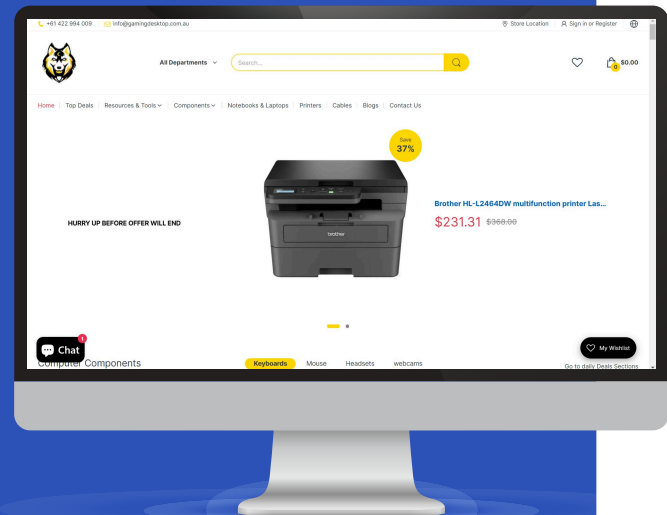 +61 422 994 009 info@gamingdesktop.com.au Store Location Sign in or Register
All Departments Search... 0 $0.00
Home Top Deals Resources & Tools Components Notebooks & Laptops Printers Cables Blogs Contact Us
Save
37%
Brother HL-L2464DW multifunction printer Las...
$231.31 $368.00
HURRY UP BEFORE OFFER WILL END
brother
1
Chat
My Wishlist
Computer Components Keyboards Mouse Headsets webcams Go to daily Deals Sections